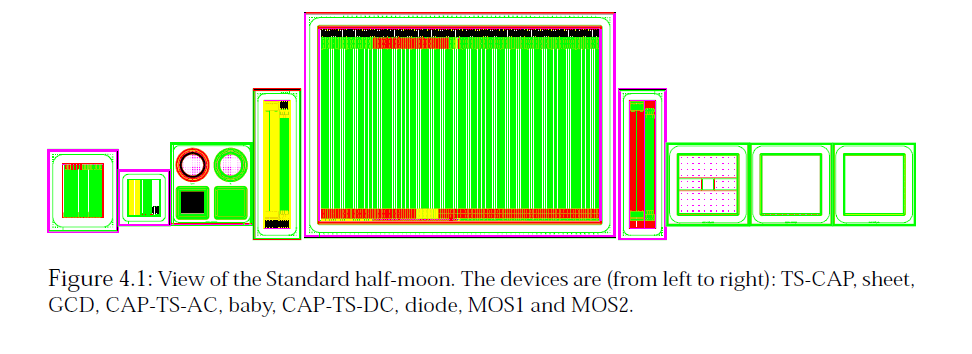 Figure 4.1: View of the Standard half-moon. The devices are (from left to right): TS-CAP, sheet,
GCD, CAP-TS-AC, baby, CAP-TS-DC, diode, MOS1 and MOS2.